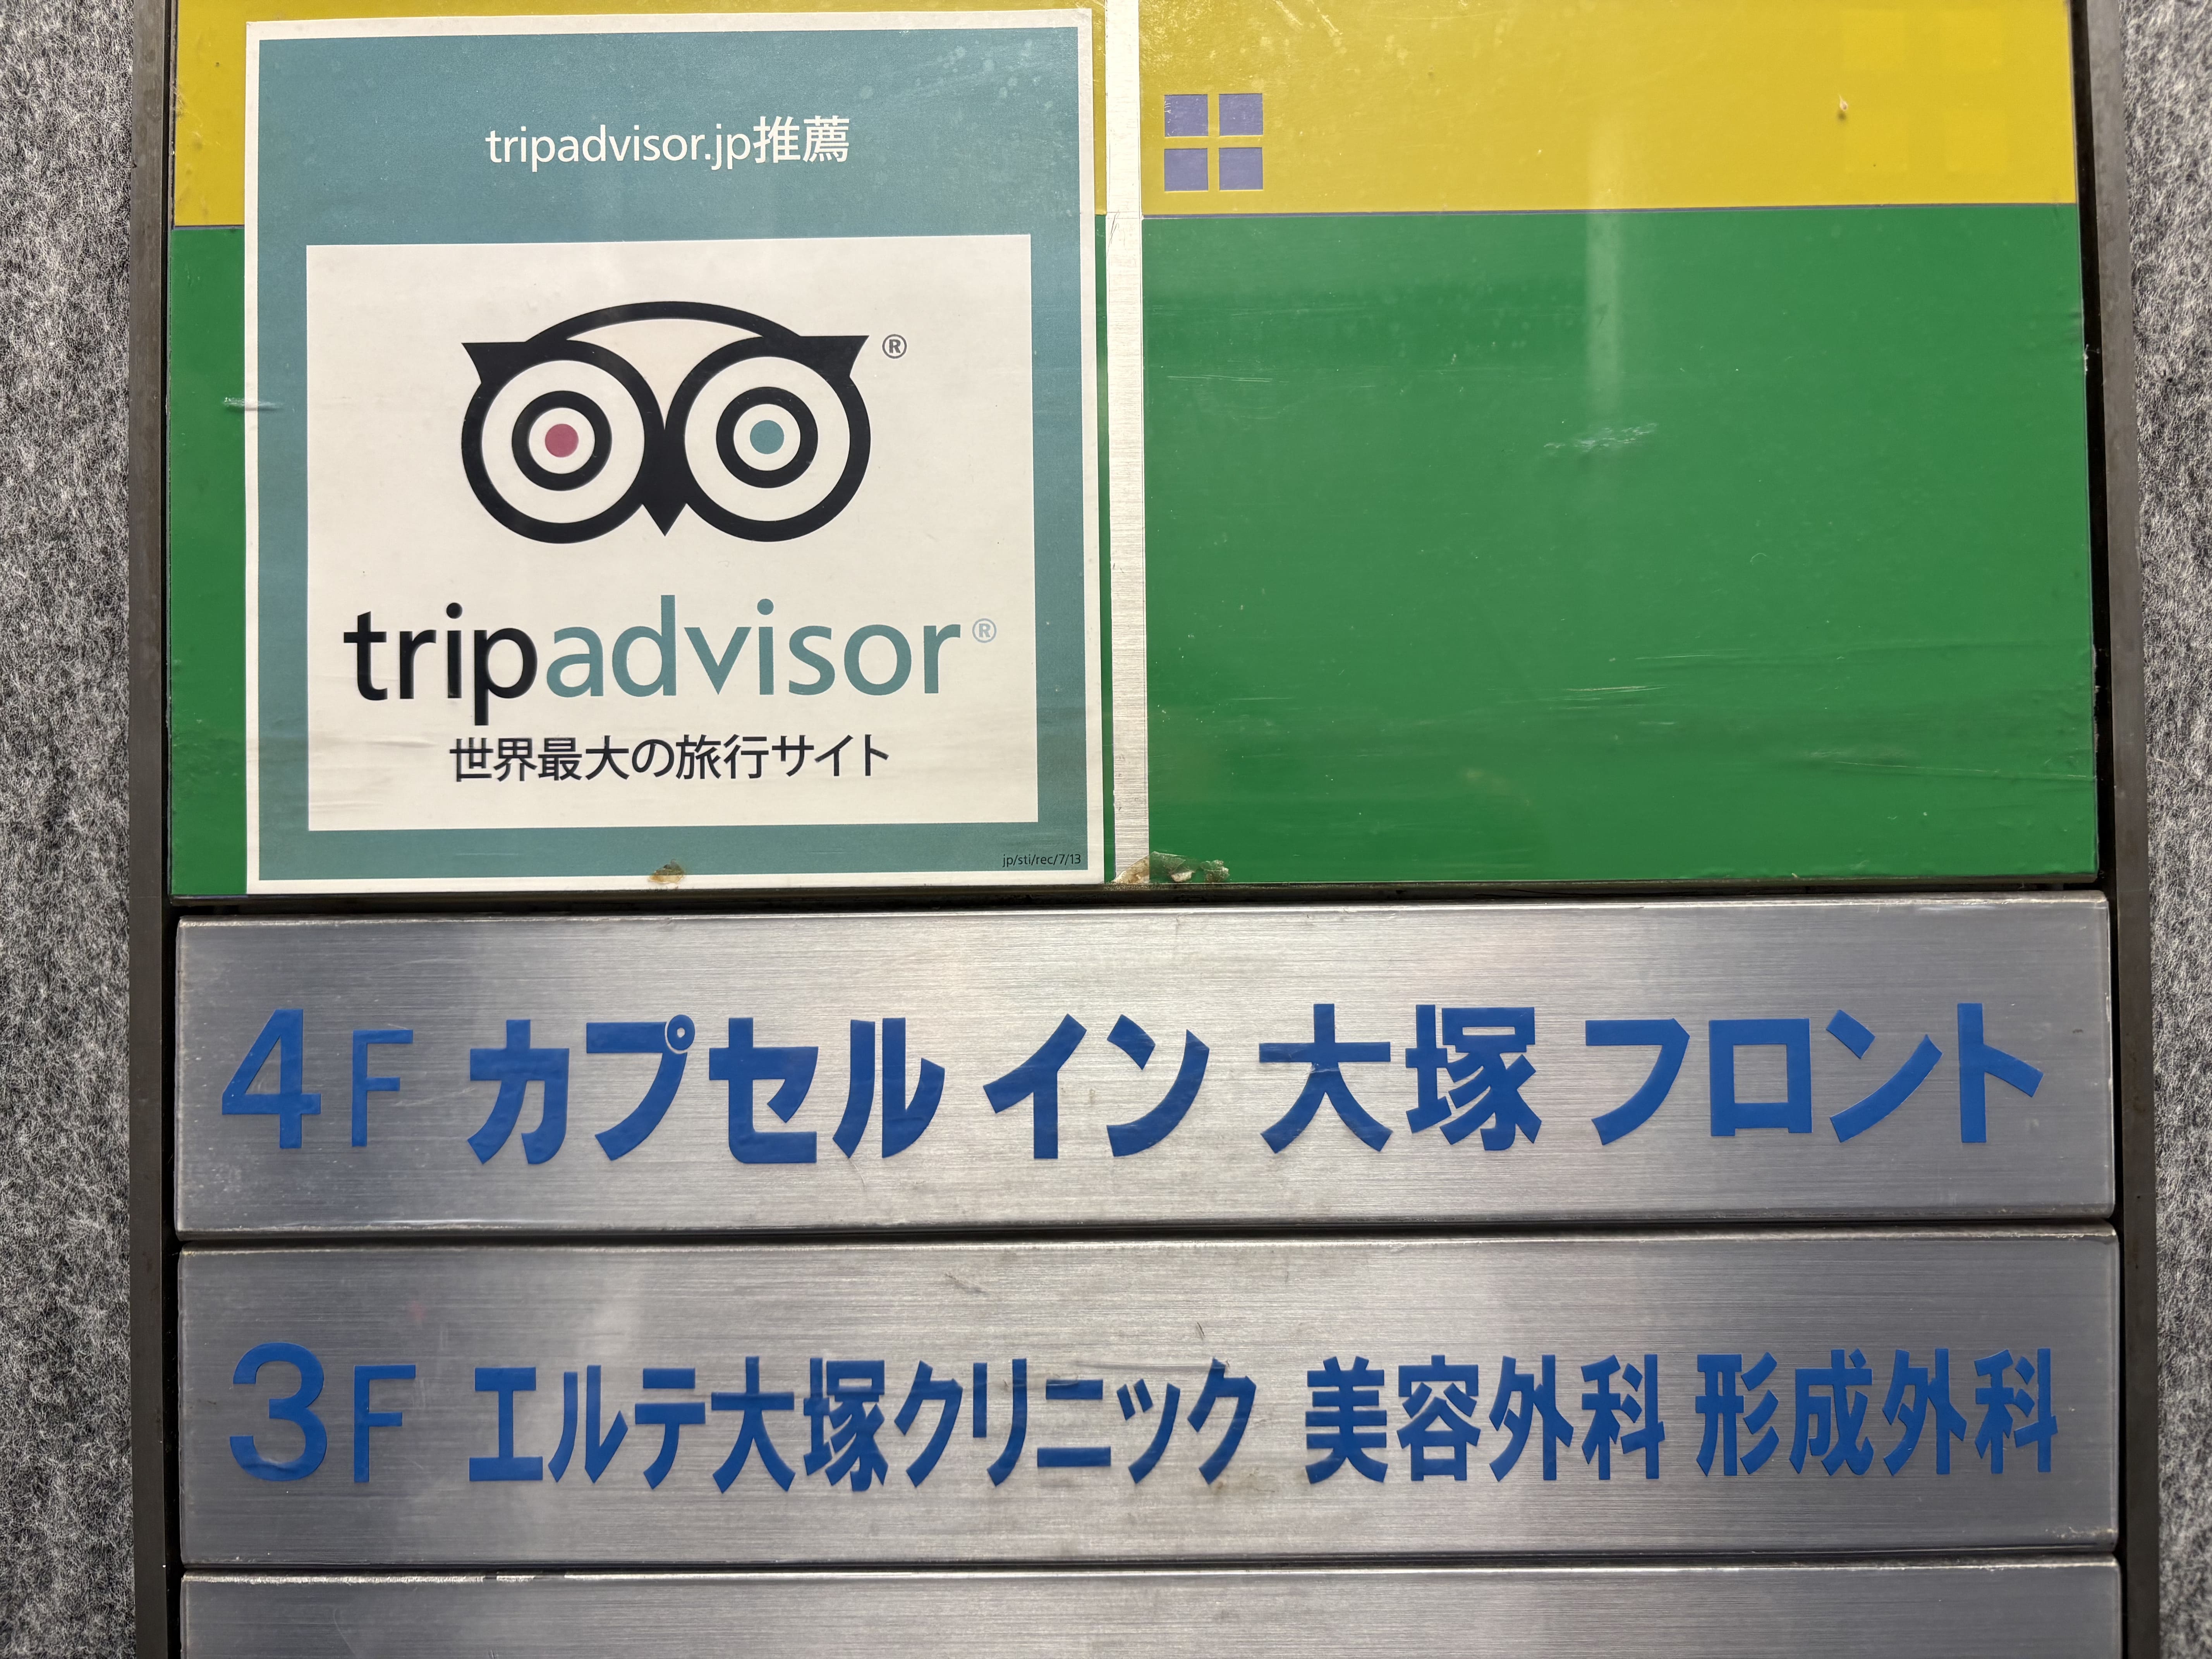 tripadvisor.jp推薦
®
tripadvisor®
世界最大の旅行サイト
jp/sti/rec/7/13
4F カプセル イン 大塚 フロント
3F エルテ大塚クリニック 美容外科 形成外科